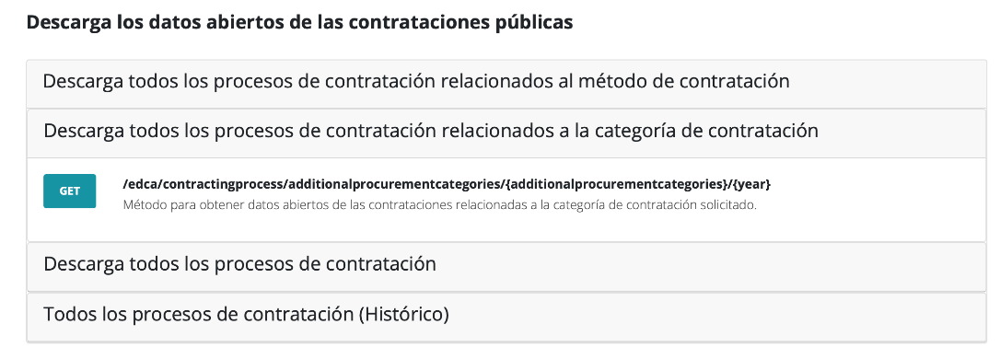 Descarga los datos abiertos de las contrataciones públicas
Descarga todos los procesos de contratación relacionados al método de contratación
Descarga todos los procesos de contratación relacionados a la categoría de contratación
GET
/edca/contractingprocess/additionalprocurementcategories/{additionalprocurementcategories}/{year}
Método para obtener datos abiertos de las contrataciones relacionadas a la categoría de contratación solicitado.
Descarga todos los procesos de contratación
Todos los procesos de contratación (Histórico)